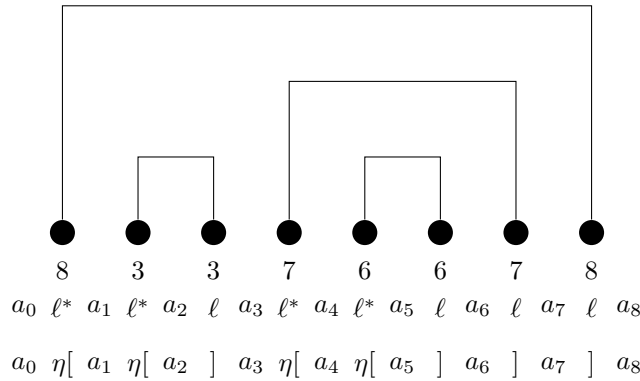 8 3 3 7 6 6 7 8
a₀ ℓ* a₁ ℓ* a₂ ℓ a₃ ℓ* a₄ ℓ* a₅ ℓ a₆ ℓ a₇ ℓ a₈
a₀ η[ a₁ η[ a₂ ] a₃ η[ a₄ η[ a₅ ] a₆ ] a₇ ] a₈